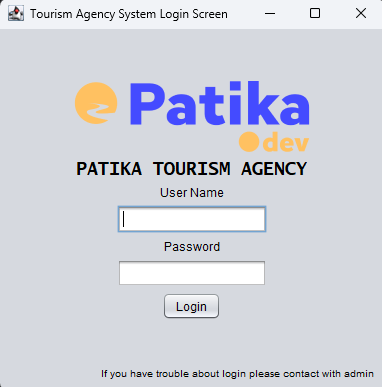 Tourism Agency System Login Screen
Patika
dev
PATIKA TOURISM AGENCY
User Name
Password
Login
If you have trouble about login please contact with admin